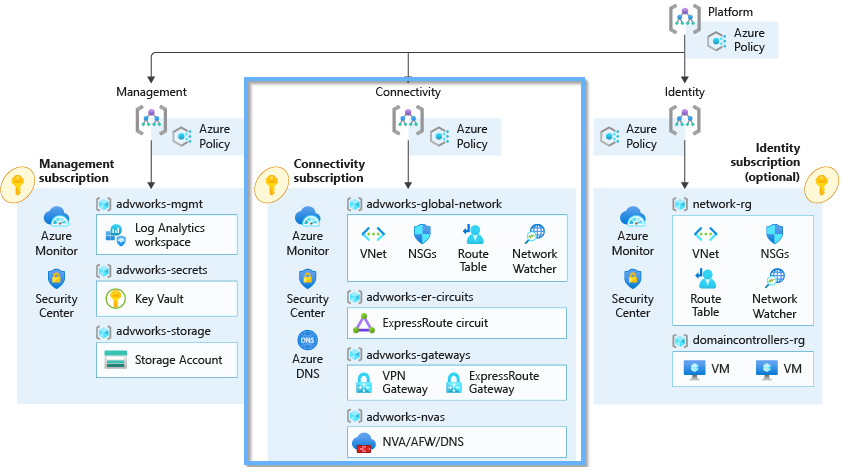 Platform
Azure
Policy
Management
Azure
Policy
Management
subscription
Azure
Monitor
Security
Center
advworks-mgmt
Log Analytics
workspace
advworks-secrets
Key Vault
advworks-storage
Storage Account
Connectivity
Azure
Policy
Connectivity
subscription
Azure
Monitor
Security
Center
DNS
Azure
DNS
advworks-global-network
VNet
NSGs
Route
Table
Network
Watcher
advworks-er-circuits
ExpressRoute circuit
advworks-gateways
VPN
Gateway
ExpressRoute
Gateway
advworks-nvas
NVA/AFW/DNS
Identity
Azure
Policy
Identity
subscription
(optional)
Azure
Monitor
Security
Center
network-rg
VNet
NSGs
Route
Table
Network
Watcher
domaincontrollers-rg
VM
VM